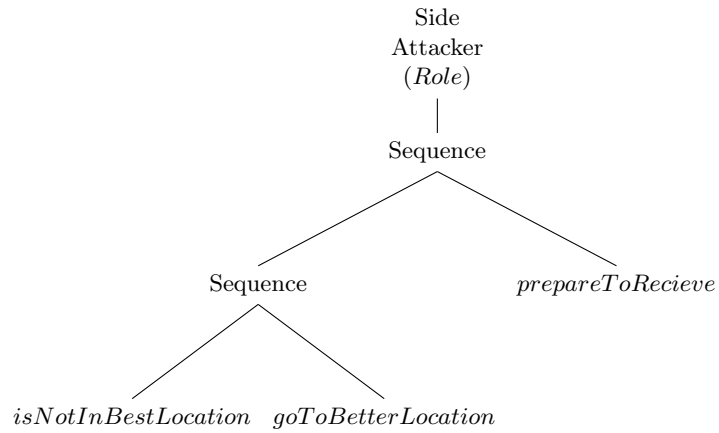 Side
Attacker
(Role)
Sequence
Sequence
prepareToRecieve
isNotInBestLocation
goToBetterLocation